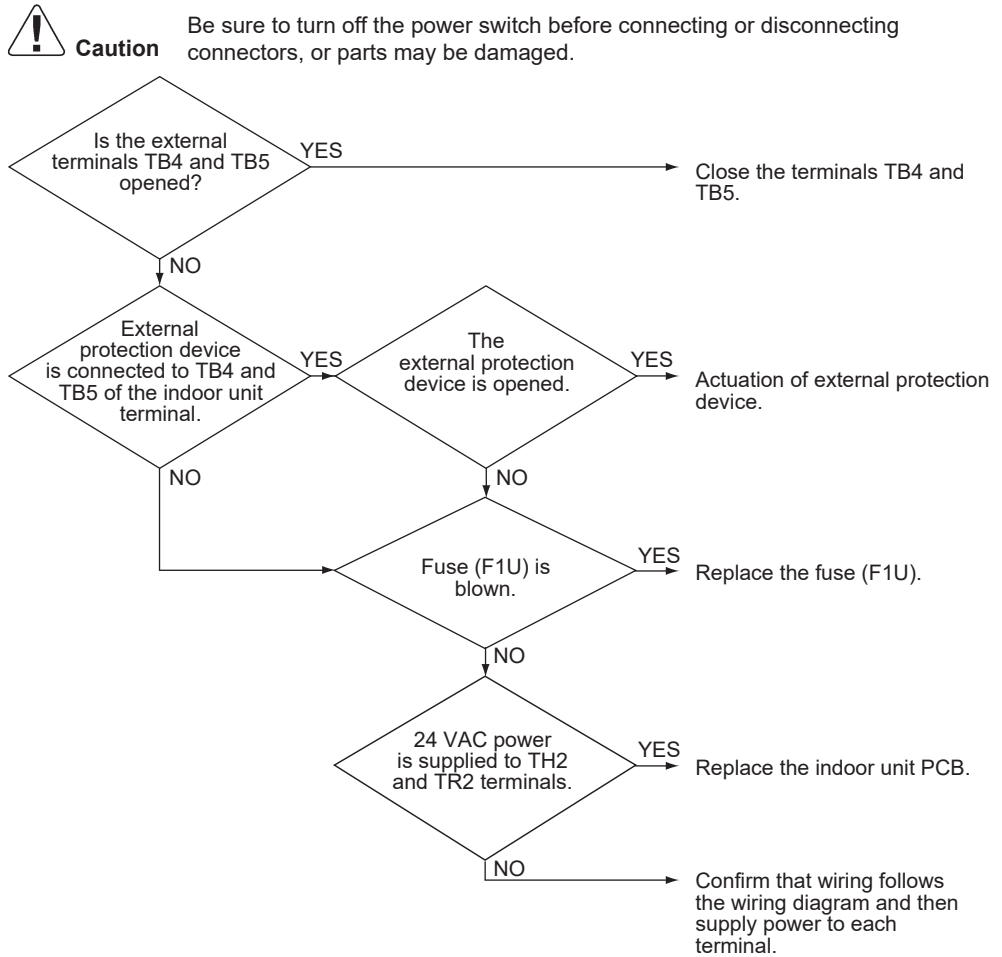 Caution
Be sure to turn off the power switch before connecting or disconnecting
connectors, or parts may be damaged.
Is the external
terminals TB4 and TB5
opened?
YES
Close the terminals TB4 and
TB5.
NO
External
protection device
is connected to TB4 and
TB5 of the indoor unit
terminal.
YES
The
external protection
device is opened.
YES
Actuation of external protection
device.
NO
NO
Fuse (F1U) is
blown.
YES
Replace the fuse (F1U).
NO
24 VAC power
is supplied to TH2
and TR2 terminals.
YES
Replace the indoor unit PCB.
NO
Confirm that wiring follows
the wiring diagram and then
supply power to each
terminal.